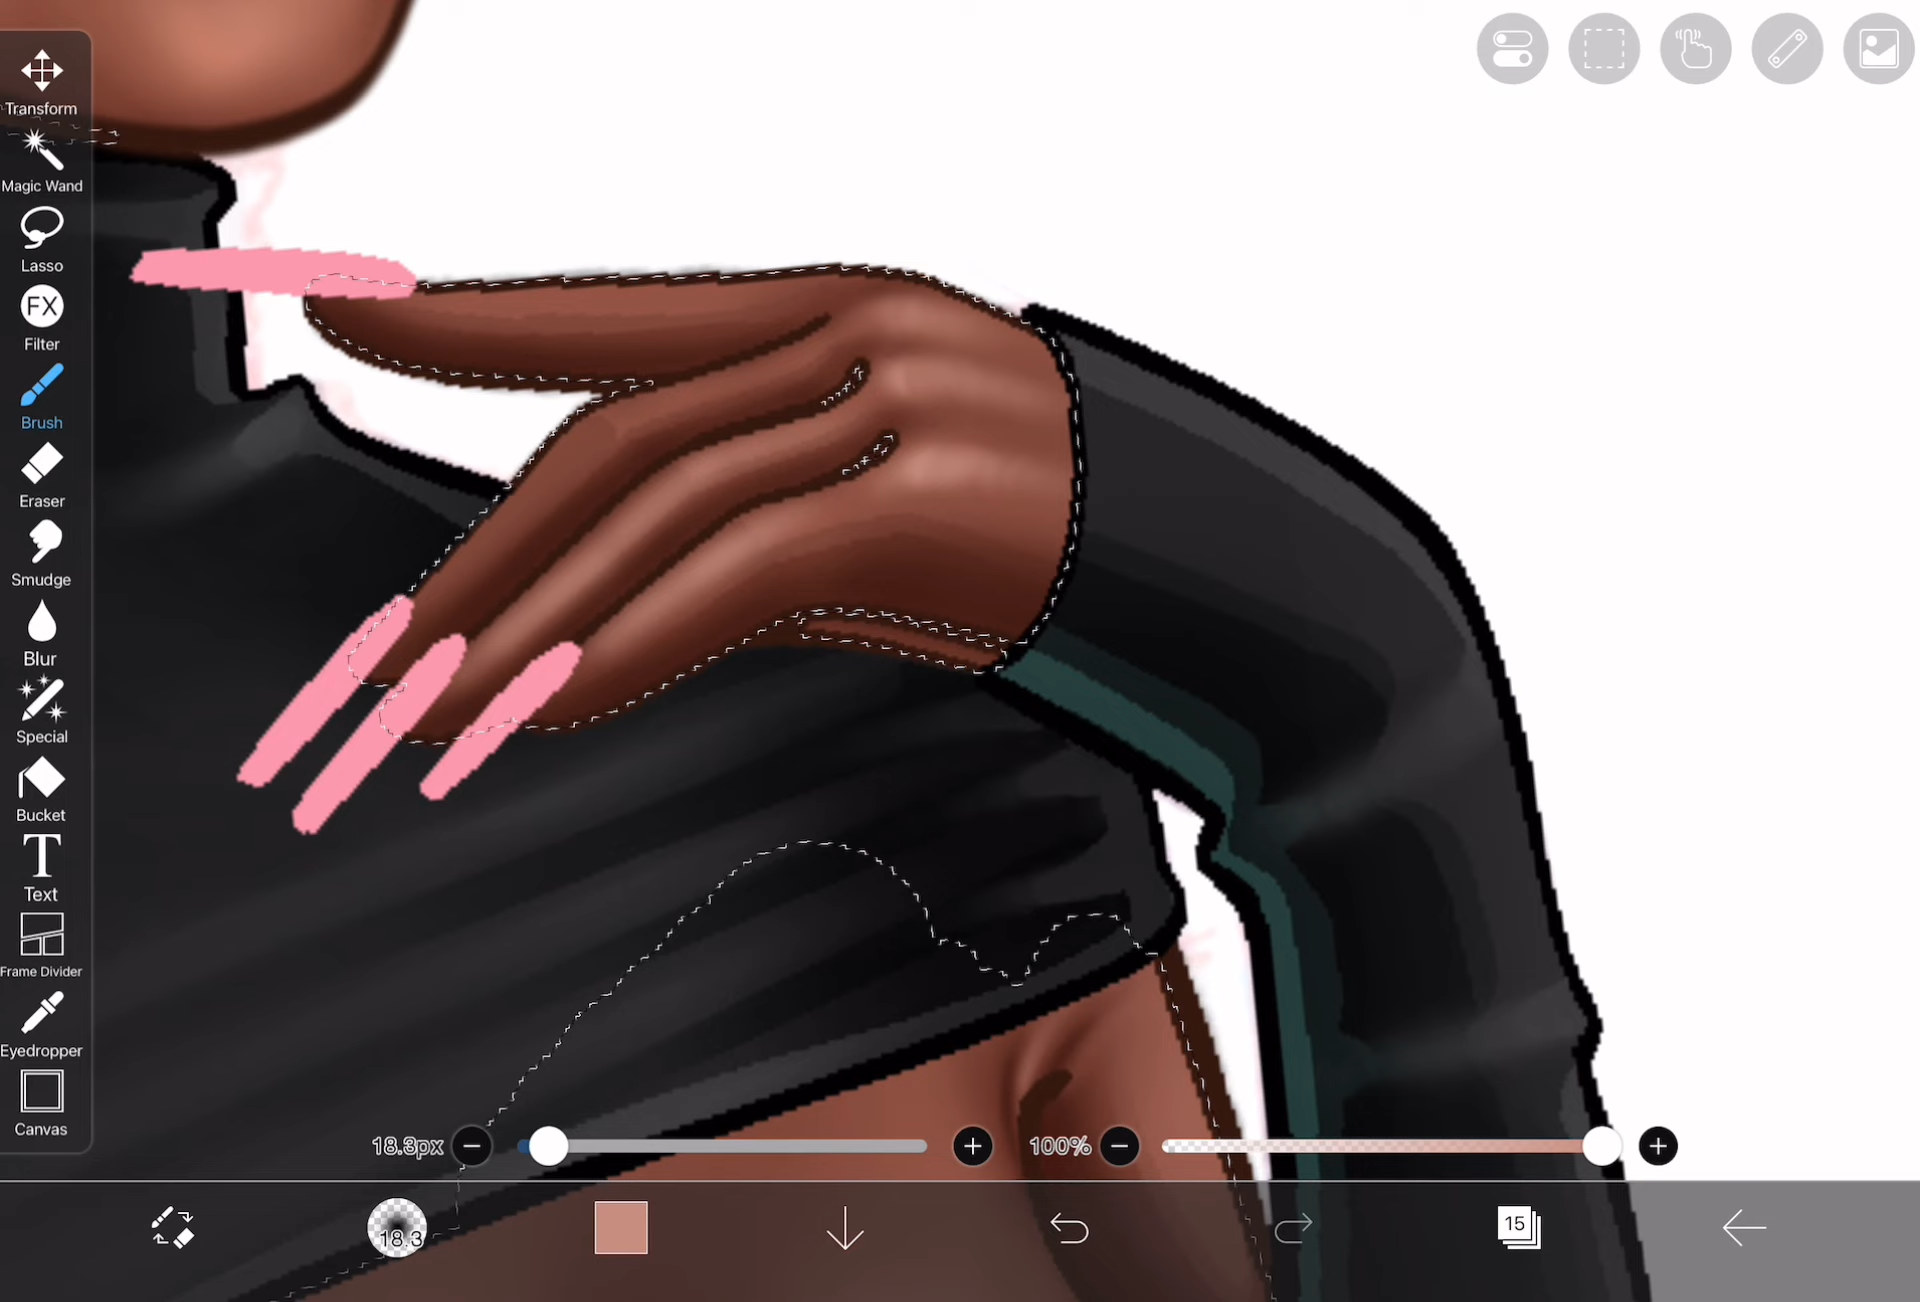 Transform
Magic Wand
Lasso
FX
Filter
Brush
Eraser
Smudge
Blur
Special
Bucket
T
Text
Frame Divider
Eyedropper
Canvas
18.3px
100%
18.3
15